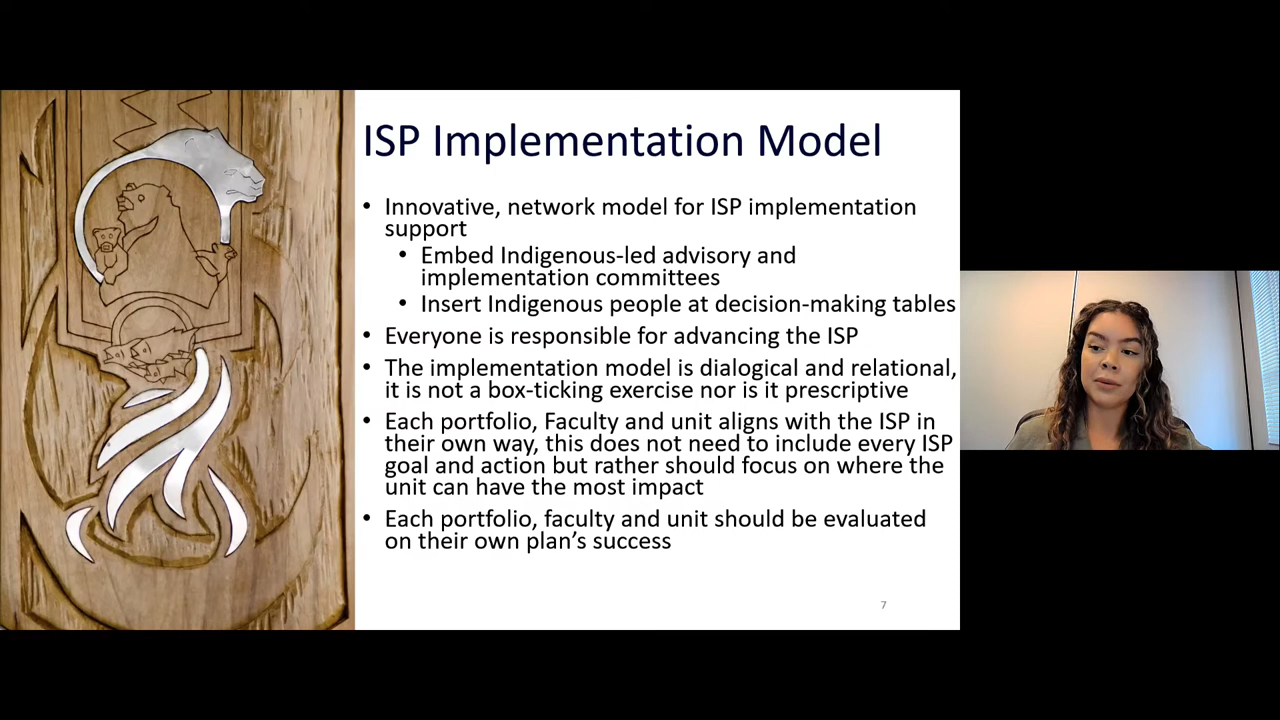 ISP Implementation Model
• Innovative, network model for ISP implementation
support
• Embed Indigenous-led advisory and
implementation committees
• Insert Indigenous people at decision-making tables
• Everyone is responsible for advancing the ISP
• The implementation model is dialogical and relational,
it is not a box-ticking exercise nor is it prescriptive
• Each portfolio, Faculty and unit aligns with the ISP in
their own way, this does not need to include every ISP
goal and action but rather should focus on where the
unit can have the most impact
• Each portfolio, faculty and unit should be evaluated
on their own plan’s success
7